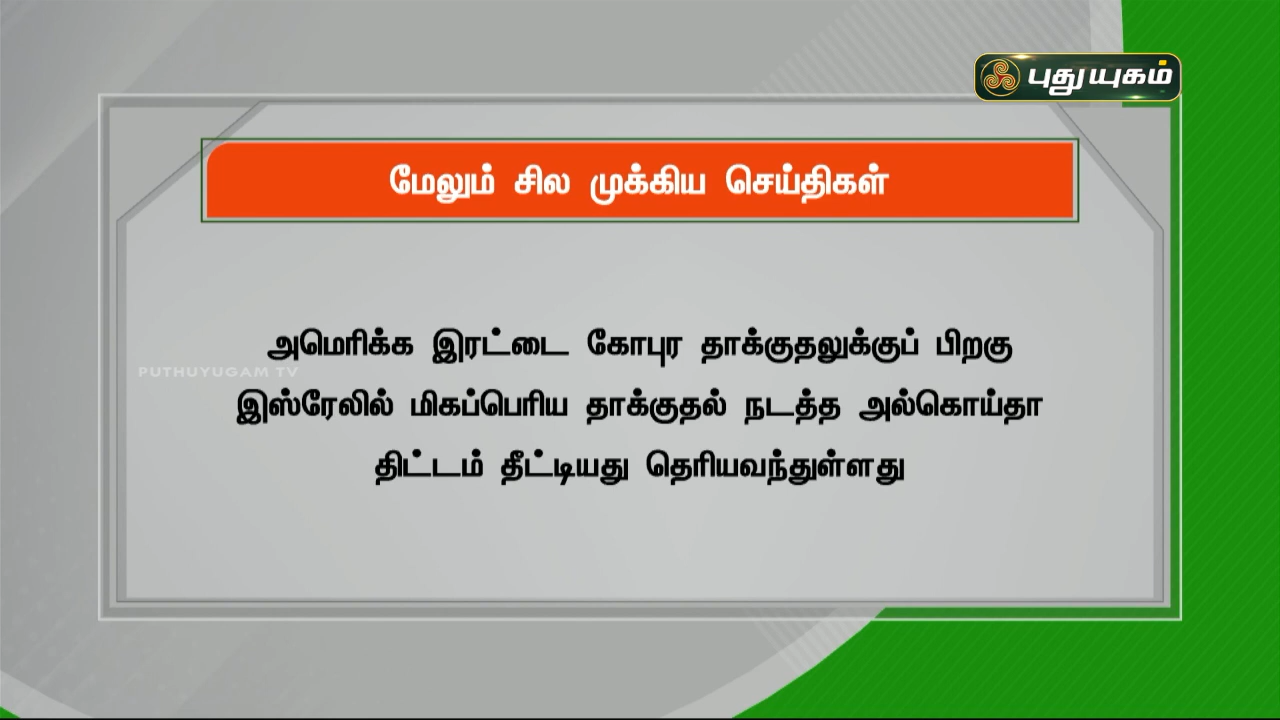 புதுயுகம்
மேலும் சில முக்கிய செய்திகள்
அமெரிக்க இரட்டை கோபுர தாக்குதலுக்குப் பிறகு
PUTHUYUGAM TV
இஸ்ரேலில் மிகப்பெரிய தாக்குதல் நடத்த அல்கொய்தா
திட்டம் தீட்டியது தெரியவந்துள்ளது